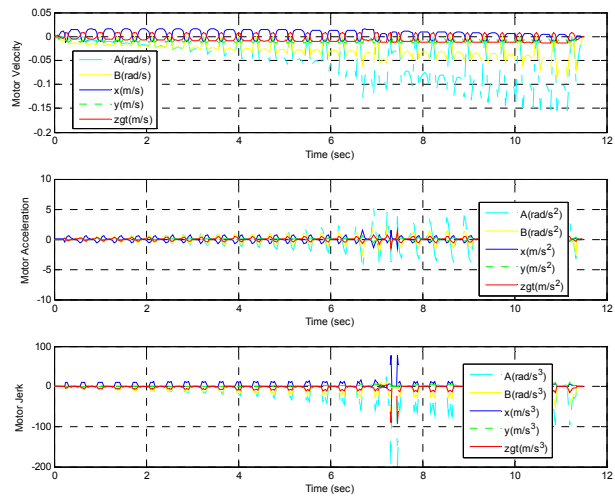 0.05
0
-0.05
-0.1
-0.15
-0.2
Motor Velocity
A(rad/s)
B(rad/s)
x(m/s)
y(m/s)
zgt(m/s)
0 2 4 6 8 10 12
Time (sec)
10
5
0
-5
-10
Motor Acceleration
A(rad/s²)
B(rad/s²)
x(m/s²)
y(m/s²)
zgt(m/s²)
0 2 4 6 8 10 12
Time (sec)
100
0
-100
-200
Motor Jerk
A(rad/s³)
B(rad/s³)
x(m/s³)
y(m/s³)
zgt(m/s³)
0 2 4 6 8 10 12
Time (sec)